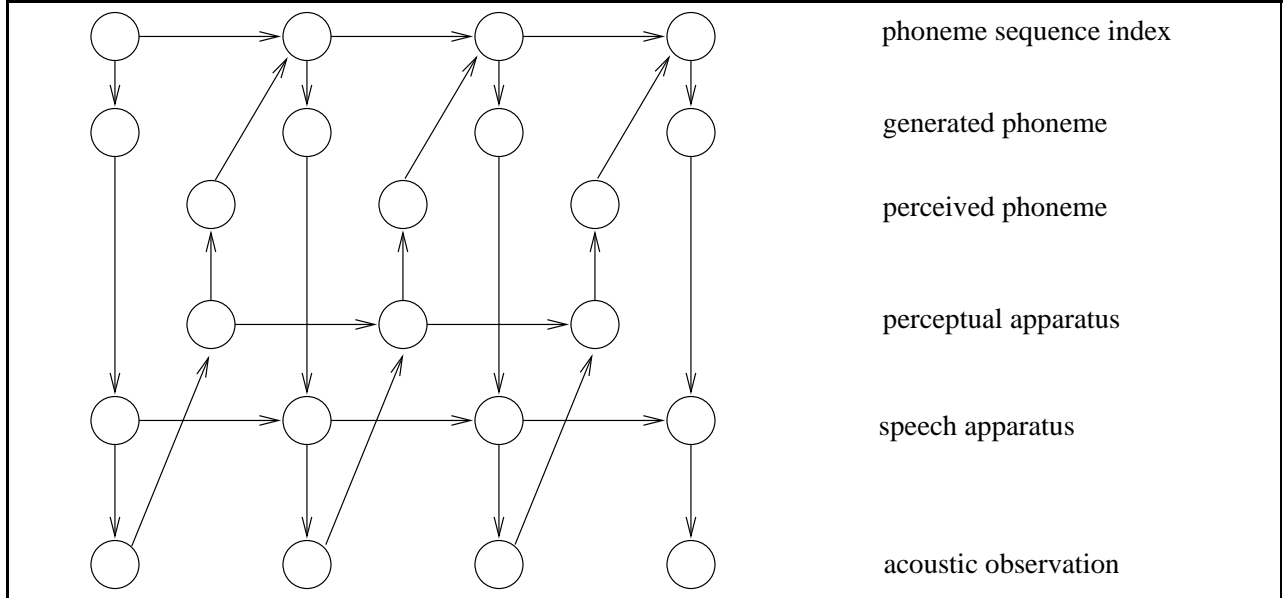 phoneme sequence index
generated phoneme
perceived phoneme
perceptual apparatus
speech apparatus
acoustic observation